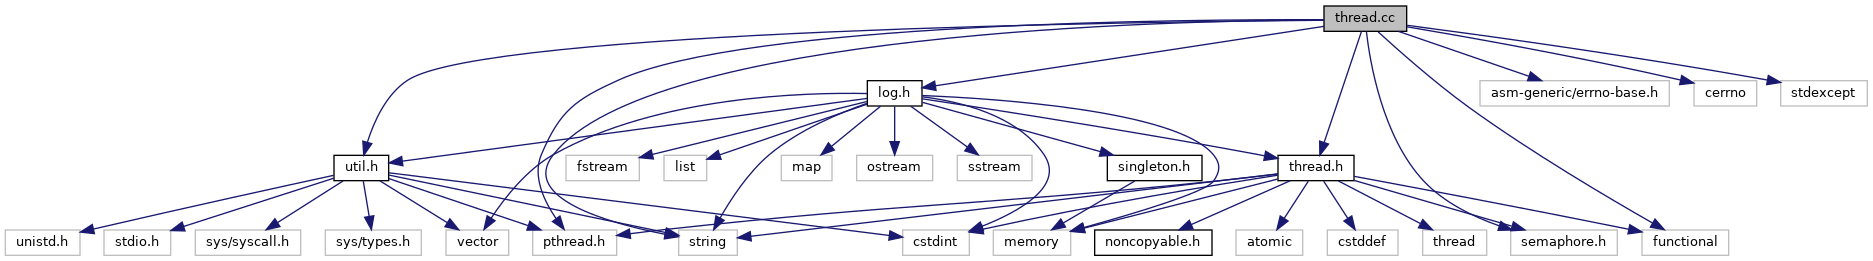 thread.cc
log.h
asm-generic/errno-base.h
cerrno
stdexcept
util.h
fstream
list
map
ostream
sstream
singleton.h
thread.h
unistd.h
stdio.h
sys/syscall.h
sys/types.h
vector
pthread.h
string
cstdint
memory
noncopyable.h
atomic
cstddef
thread
semaphore.h
functional